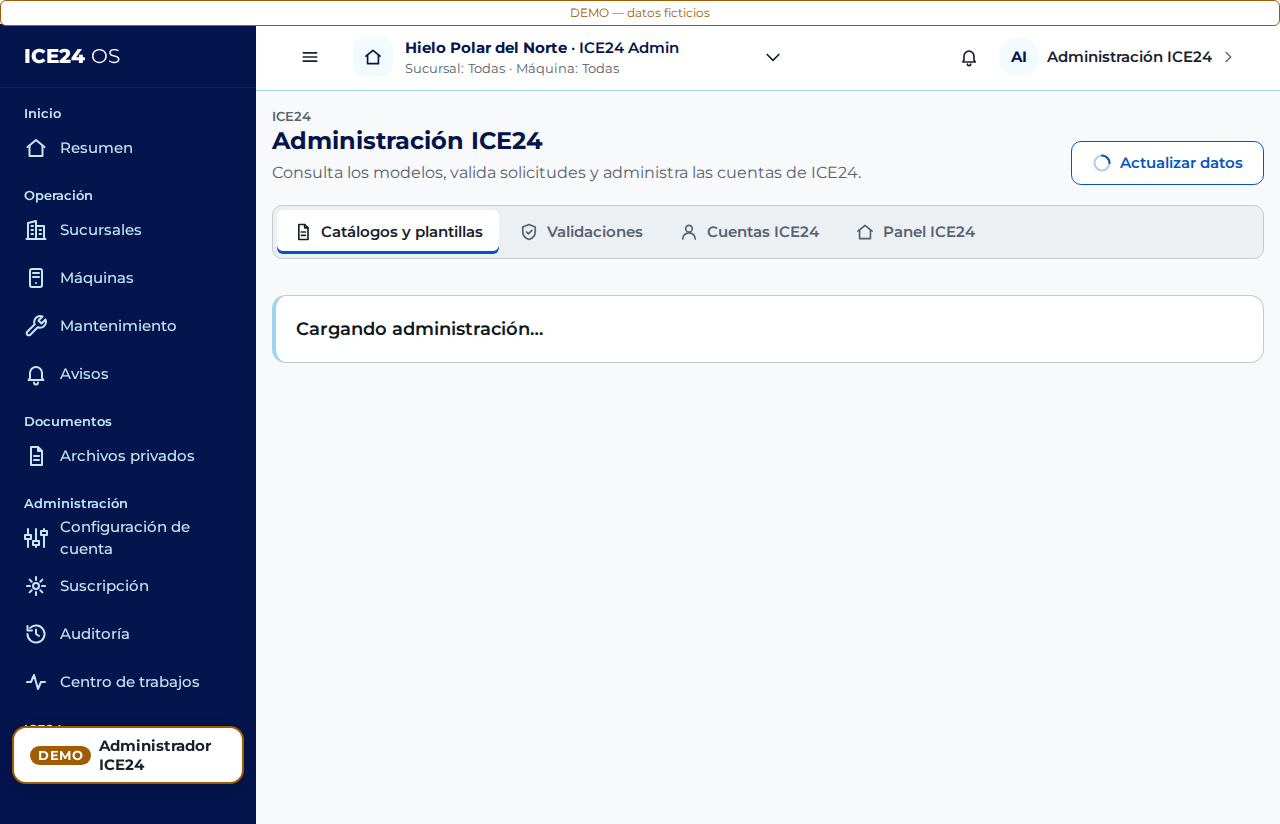 DEMO — datos ficticios
ICE24 OS
Inicio
Resumen
Operación
Sucursales
Máquinas
Mantenimiento
Avisos
Documentos
Archivos privados
Administración
Configuración de
cuenta
Suscripción
Auditoría
Centro de trabajos
DEMO
Administrador
ICE24
Hielo Polar del Norte · ICE24 Admin
Sucursal: Todas · Máquina: Todas
AI
Administración ICE24
ICE24
Administración ICE24
Consulta los modelos, valida solicitudes y administra las cuentas de ICE24.
Actualizar datos
Catálogos y plantillas
Validaciones
Cuentas ICE24
Panel ICE24
Cargando administración...